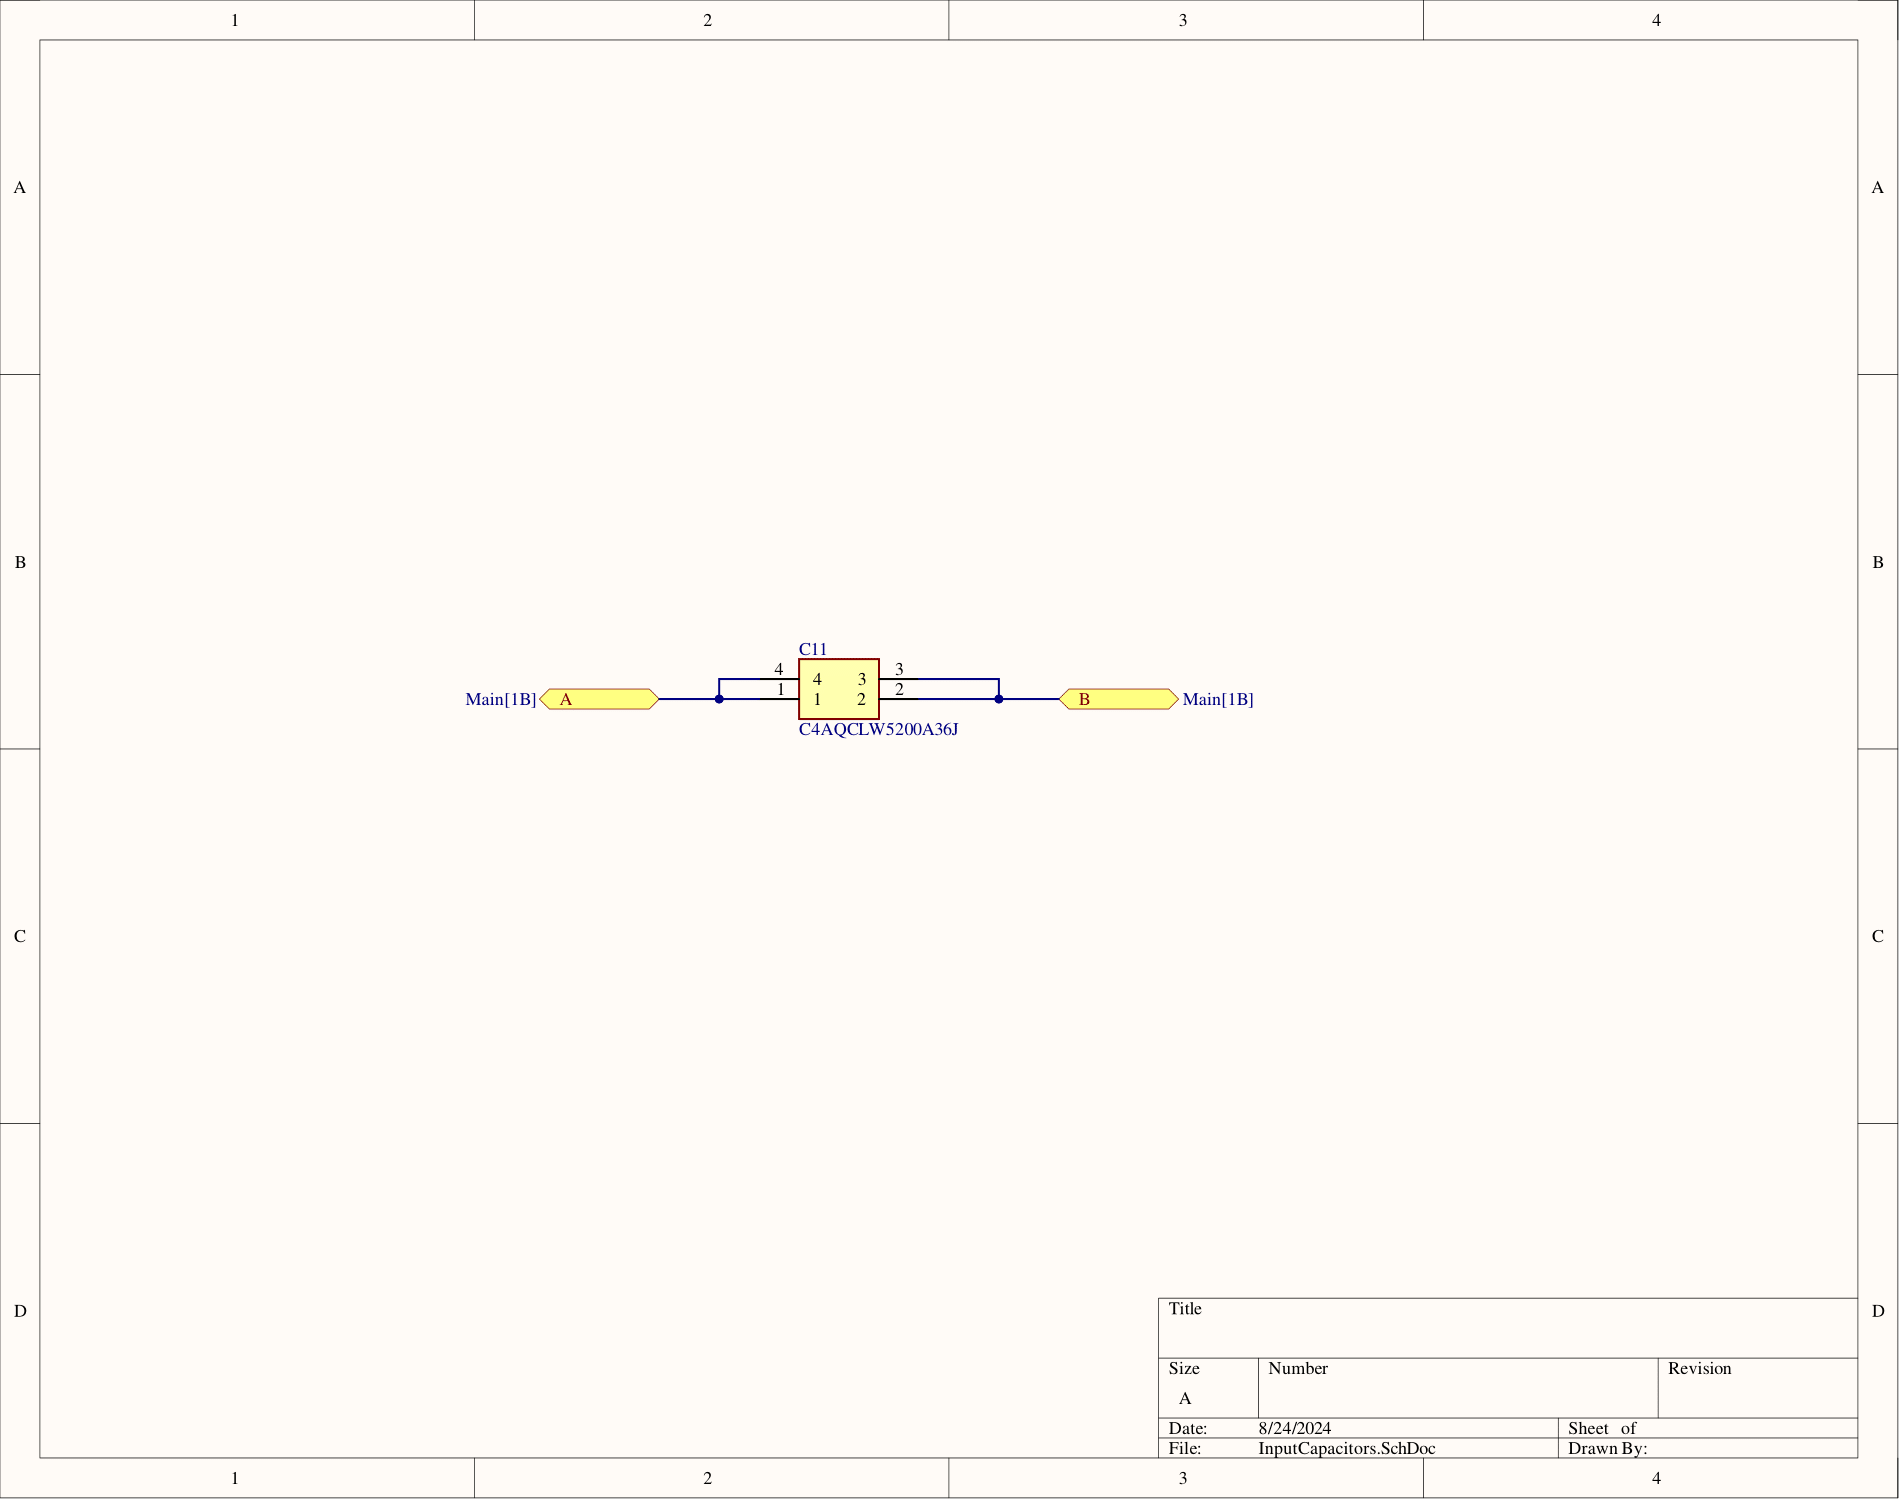 1 2 3 4
A A
B B
C11
4 3
1 2
4 3
1 2
Main[1B] A B Main[1B]
C4AQCLW5200A36J
C C
D D
Title
Size Number Revision
A
Date: 8/24/2024 Sheet of
File: InputCapacitors.SchDoc Drawn By:
1 2 3 4